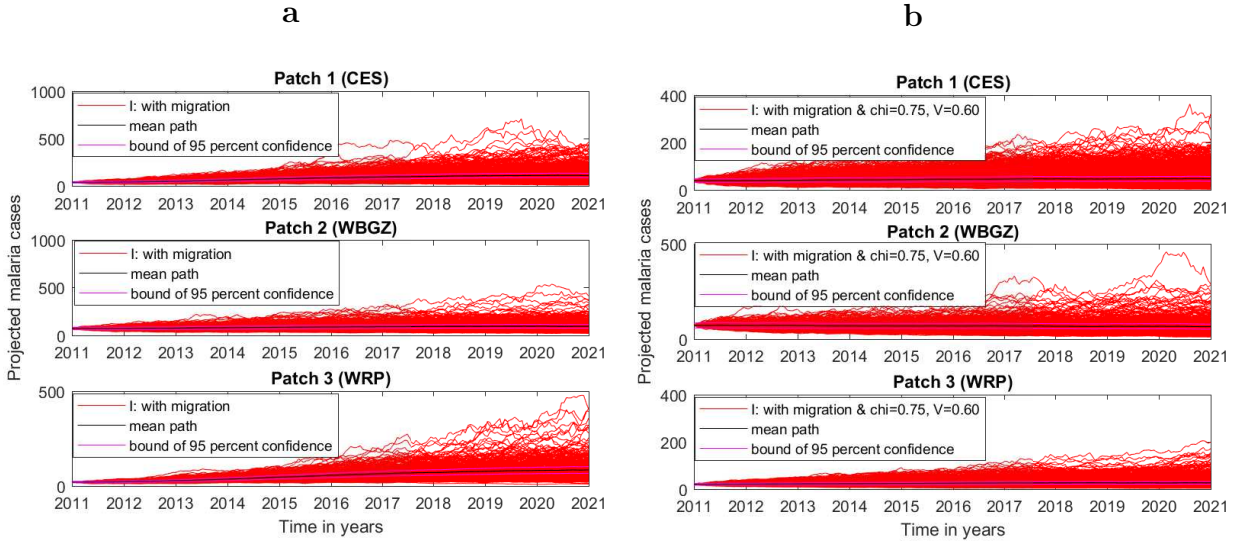 a
Patch 1 (CES)
1000
500
0
I: with migration
mean path
bound of 95 percent confidence
2011 2012 2013 2014 2015 2016 2017 2018 2019 2020 2021
Patch 2 (WBGZ)
1000
500
0
I: with migration
mean path
bound of 95 percent confidence
2011 2012 2013 2014 2015 2016 2017 2018 2019 2020 2021
Patch 3 (WRP)
500
0
I: with migration
mean path
bound of 95 percent confidence
2011 2012 2013 2014 2015 2016 2017 2018 2019 2020 2021
Projected malaria cases
Time in years
b
Patch 1 (CES)
400
200
0
I: with migration & chi=0.75, V=0.60
mean path
bound of 95 percent confidence
2011 2012 2013 2014 2015 2016 2017 2018 2019 2020 2021
Patch 2 (WBGZ)
500
0
I: with migration & chi=0.75, V=0.60
mean path
bound of 95 percent confidence
2011 2012 2013 2014 2015 2016 2017 2018 2019 2020 2021
Patch 3 (WRP)
400
200
0
I: with migration & chi=0.75, V=0.60
mean path
bound of 95 percent confidence
2011 2012 2013 2014 2015 2016 2017 2018 2019 2020 2021
Projected malaria cases
Time in years